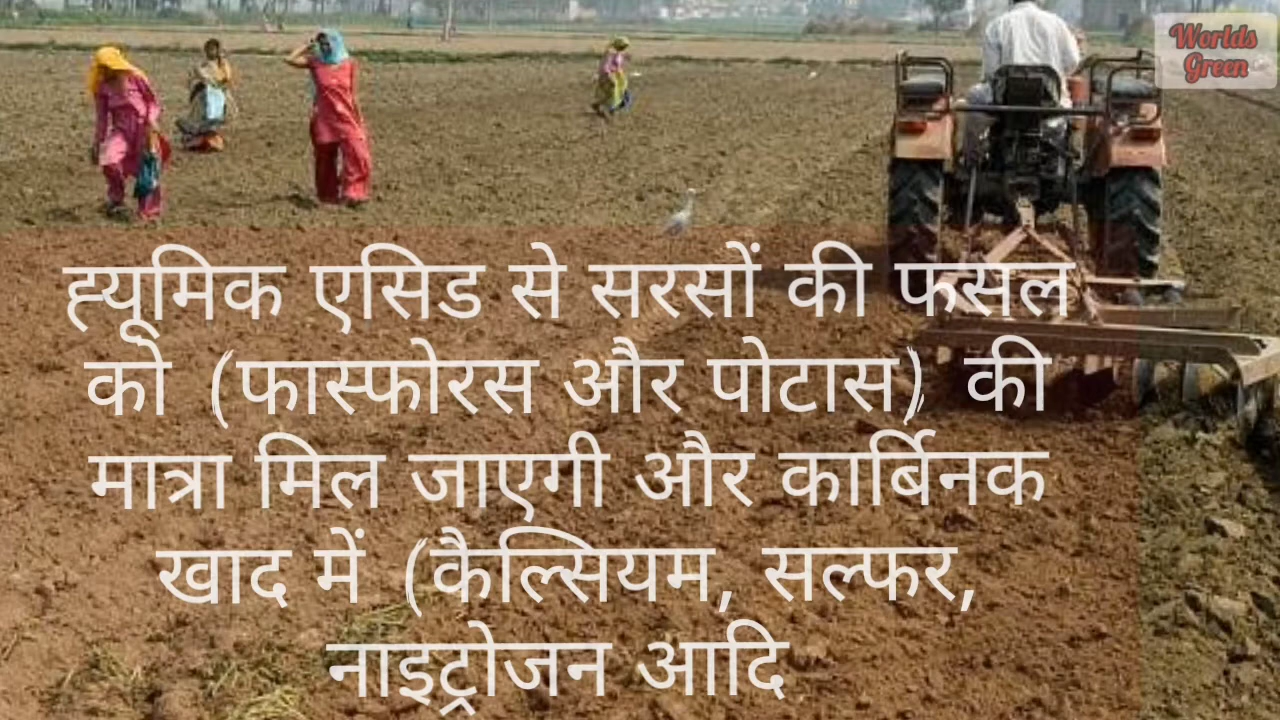 Worlds
Green
ह्यूमिक एसिड से सरसों की फसल
को (फास्फोरस और पोटास) की
मात्रा मिल जाएगी और कार्बिनक
खाद में (कैल्सियम, सल्फर,
नाइट्रोजन आदि